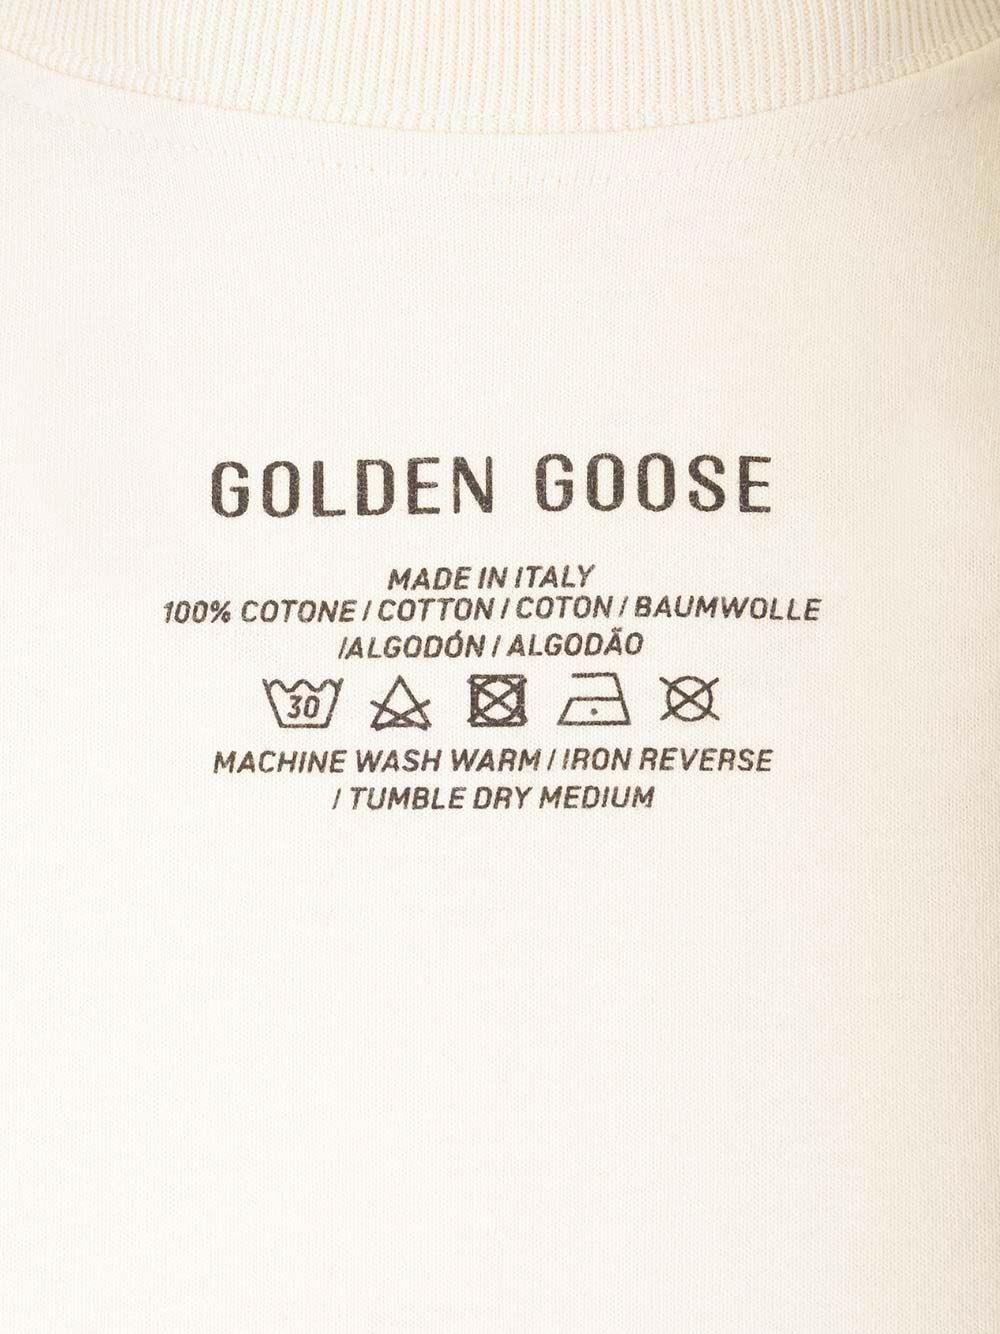 GOLDEN GOOSE
MADE IN ITALY
100% COTONE / COTTON / COTON / BAUMWOLLE
/ALGODÓN / ALGODÃO
30
MACHINE WASH WARM / IRON REVERSE
/ TUMBLE DRY MEDIUM